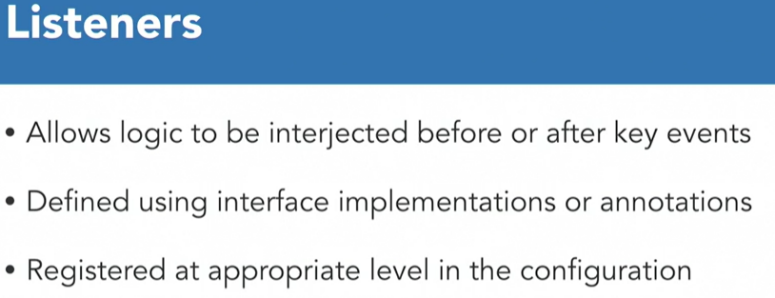 Listeners
• Allows logic to be interjected before or after key events
• Defined using interface implementations or annotations
• Registered at appropriate level in the configuration